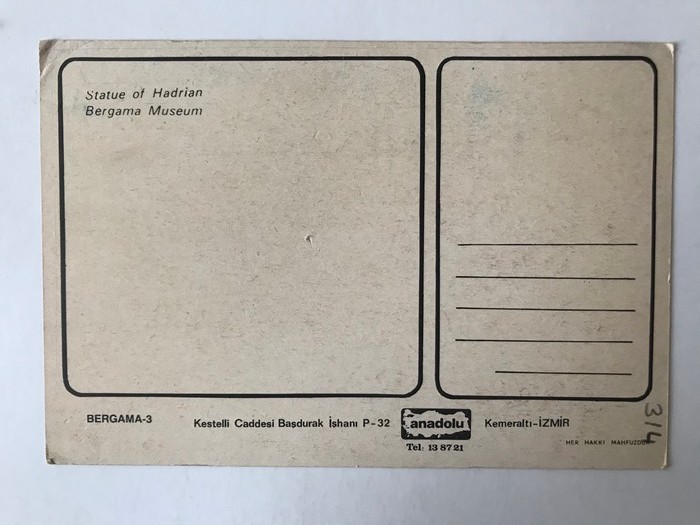 Statue of Hadrian
Bergama Museum
BERGAMA-3
Kestelli Caddesi Başdurak İşhanı P-32
anadolu
Kemeraltı-İZMİR
Tel: 13 87 21
HER HAKKI MAHFUZDUR
314